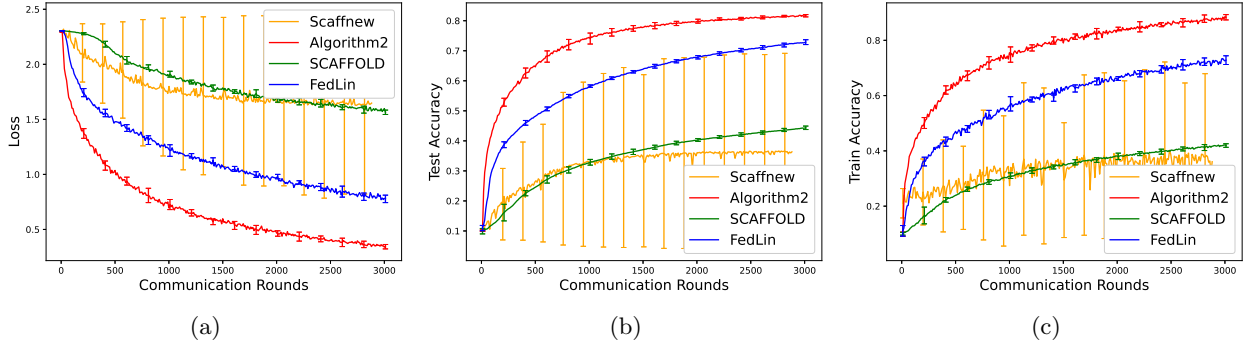 2.5
2.0
1.5
1.0
0.5
Loss
0
500
1000
1500
2000
2500
3000
Communication Rounds
Scaffnew
Algorithm2
SCAFFOLD
FedLin
(a)
0.8
0.7
0.6
0.5
0.4
0.3
0.2
0.1
Test Accuracy
0
500
1000
1500
2000
2500
3000
Communication Rounds
Scaffnew
Algorithm2
SCAFFOLD
FedLin
(b)
0.8
0.6
0.4
0.2
Train Accuracy
0
500
1000
1500
2000
2500
3000
Communication Rounds
Scaffnew
Algorithm2
SCAFFOLD
FedLin
(c)